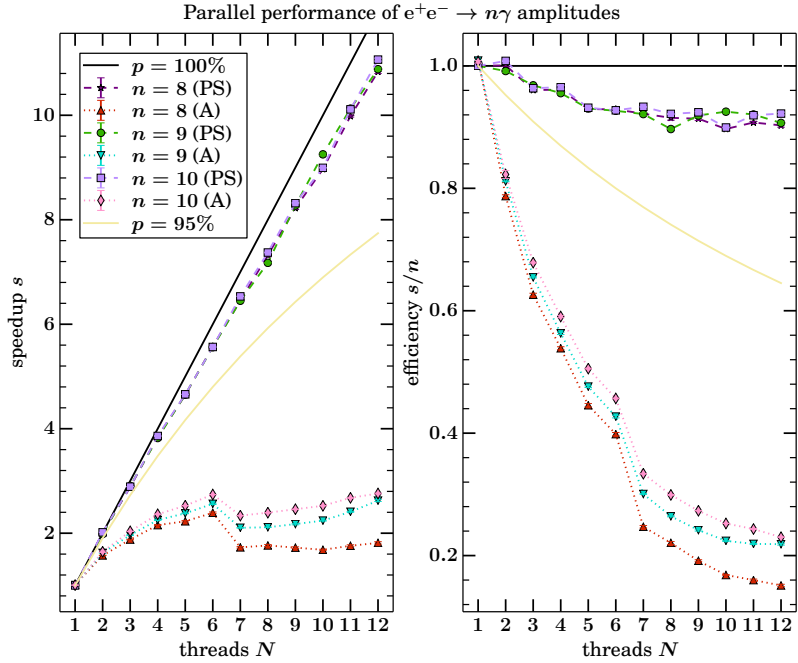 Parallel performance of e⁺e⁻ → nγ amplitudes
p = 100%
n = 8 (PS)
n = 8 (A)
n = 9 (PS)
n = 9 (A)
n = 10 (PS)
n = 10 (A)
p = 95%
speedup s
10
8
6
4
2
1 2 3 4 5 6 7 8 9 10 11 12
threads N
efficiency s/n
1.0
0.8
0.6
0.4
0.2
1 2 3 4 5 6 7 8 9 10 11 12
threads N